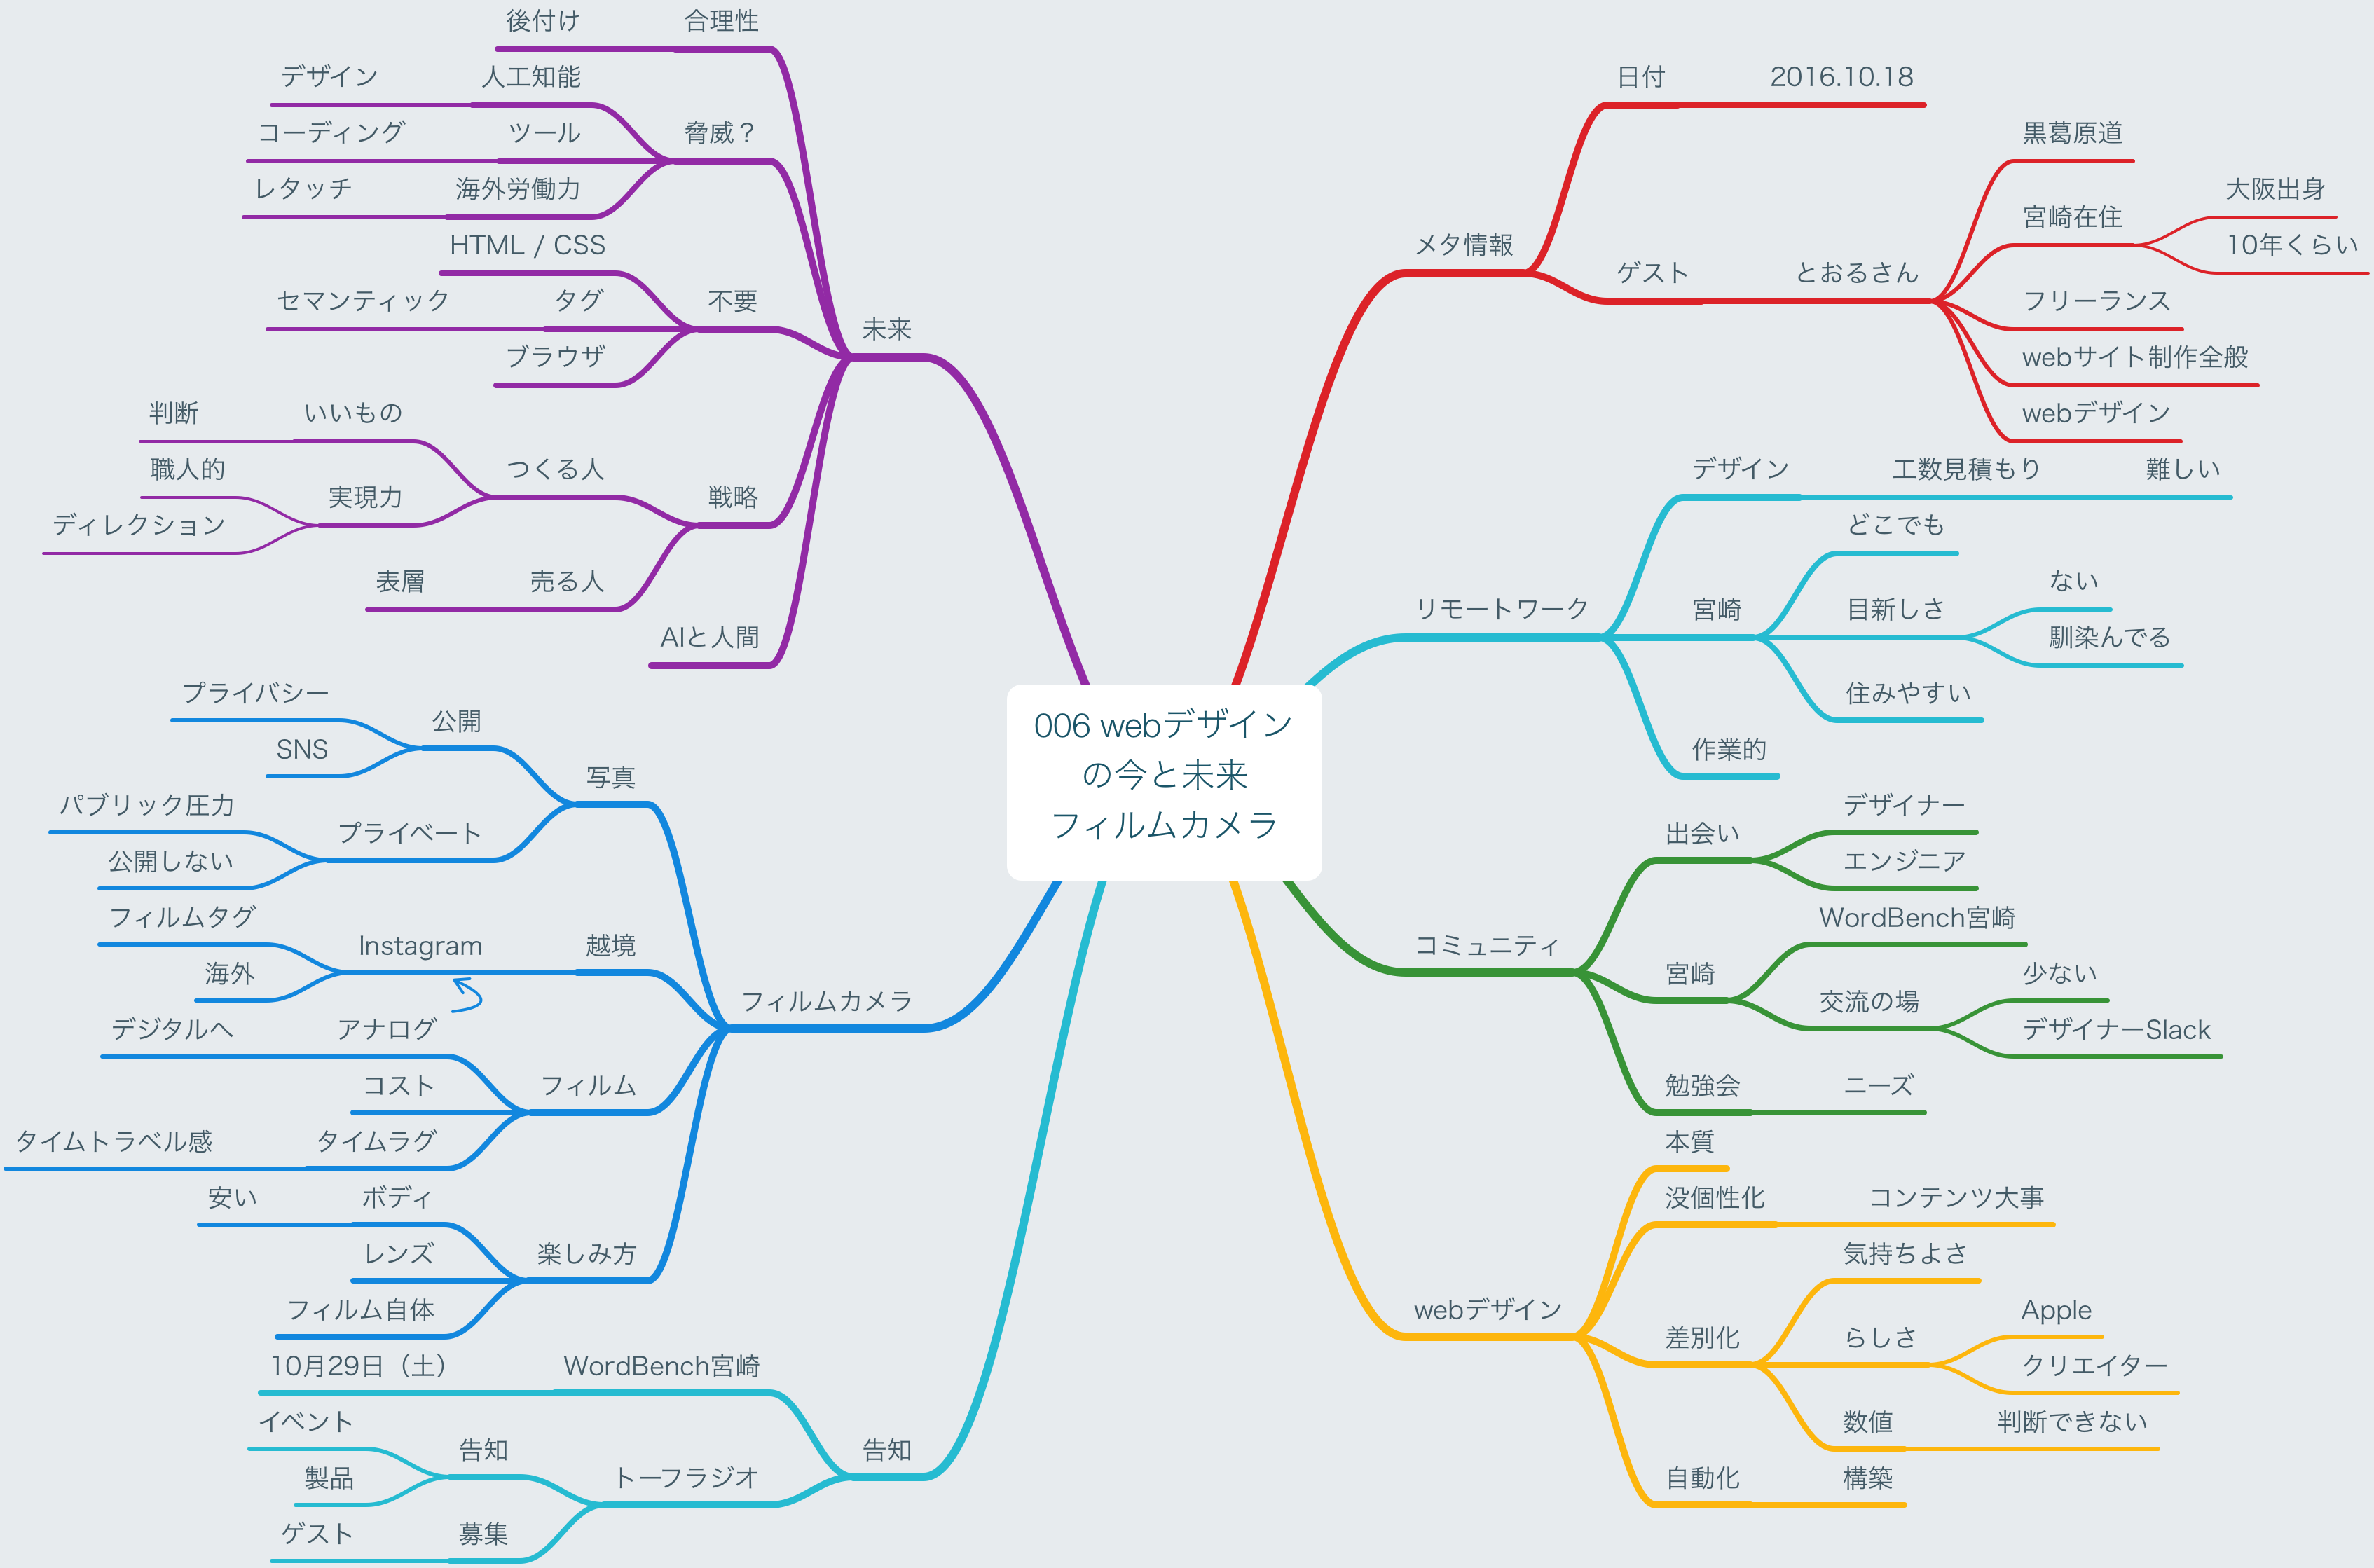 006 webデザイン
の今と未来
フィルムカメラ
メタ情報
日付
2016.10.18
ゲスト
とおるさん
黒葛原道
宮崎在住
大阪出身
10年くらい
フリーランス
webサイト制作全般
webデザイン
リモートワーク
デザイン
工数見積もり
難しい
宮崎
どこでも
目新しさ
ない
馴染んでる
住みやすい
作業的
コミュニティ
出会い
デザイナー
エンジニア
宮崎
WordBench宮崎
交流の場
少ない
デザイナーSlack
勉強会
ニーズ
webデザイン
本質
没個性化
コンテンツ大事
差別化
気持ちよさ
らしさ
Apple
クリエイター
数値
判断できない
自動化
構築
未来
合理性
後付け
脅威？
人工知能
デザイン
ツール
コーディング
海外労働力
レタッチ
不要
HTML / CSS
タグ
セマンティック
ブラウザ
戦略
つくる人
いいもの
判断
実現力
職人的
ディレクション
売る人
表層
AIと人間
フィルムカメラ
写真
公開
プライバシー
SNS
プライベート
パブリック圧力
公開しない
越境
Instagram
フィルムタグ
海外
フィルム
アナログ
デジタルへ
コスト
タイムラグ
タイムトラベル感
楽しみ方
ボディ
安い
レンズ
フィルム自体
告知
WordBench宮崎
10月29日（土）
トーフラジオ
告知
イベント
製品
募集
ゲスト